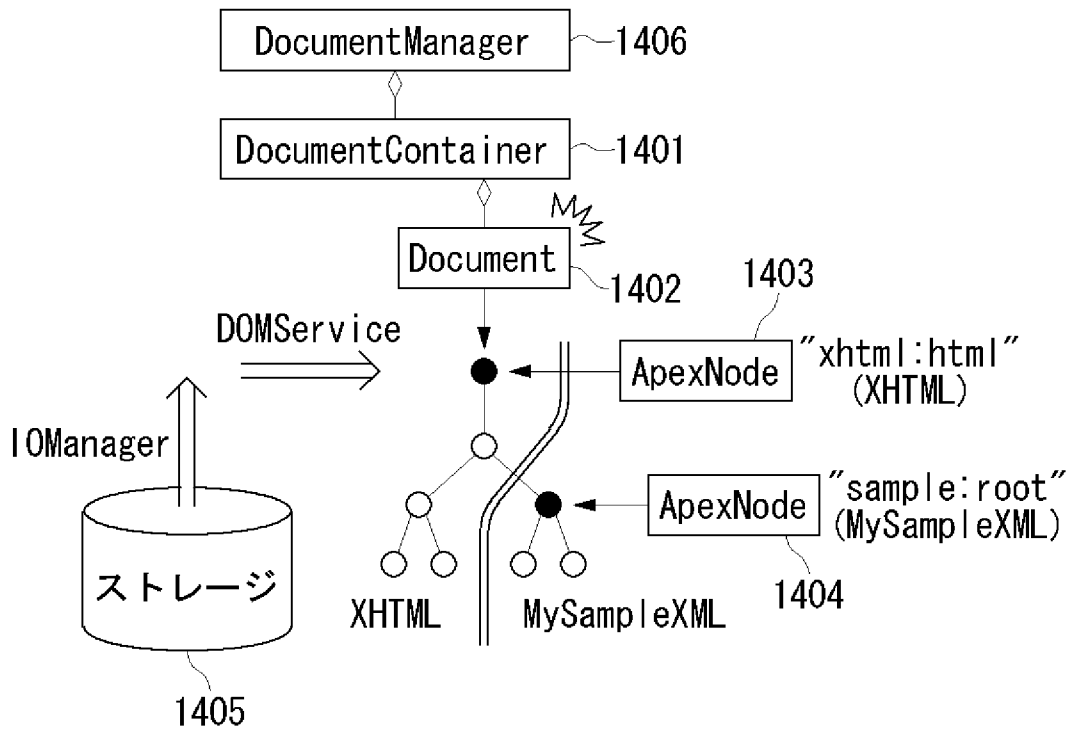 DocumentManager
1406
DocumentContainer
1401
Document
1402
1403
DOMService
ApexNode
"xhtml:html"
(XHTML)
IOManager
ApexNode
"sample:root"
(MySampleXML)
ストレージ
1404
XHTML
MySampleXML
1405